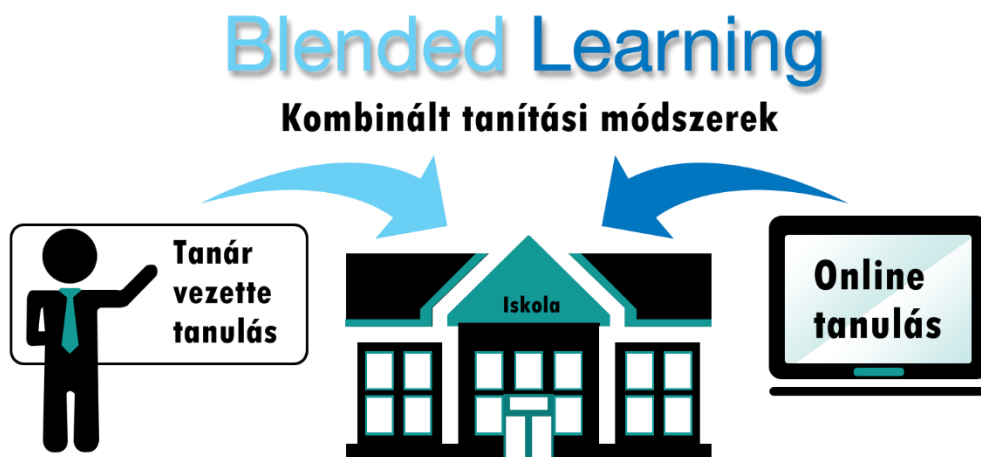 Blended Learning
Kombinált tanítási módszerek
Tanár
vezette
tanulás
Iskola
Online
tanulás